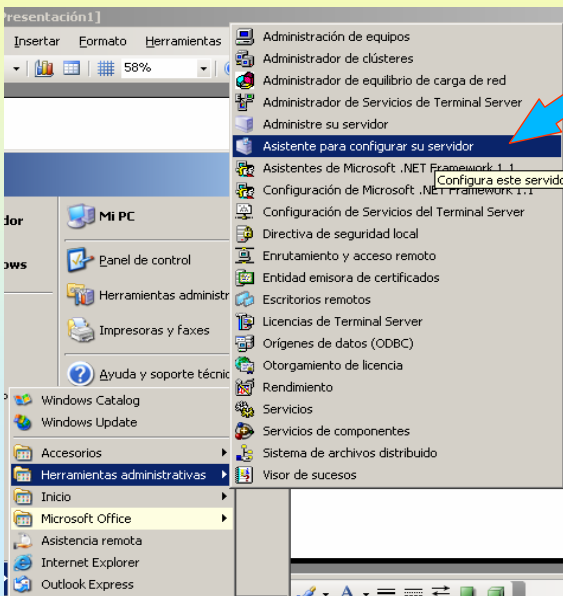 Presentación1]
Insertar Formato Herramientas
58%
Mi PC
Panel de control
Herramientas administr
Impresoras y faxes
Ayuda y soporte técnic
Windows Catalog
Windows Update
Accesorios
Herramientas administrativas
Inicio
Microsoft Office
Asistencia remota
Internet Explorer
Outlook Express
Administración de equipos
Administrador de clústeres
Administrador de equilibrio de carga de red
Administrador de Servicios de Terminal Server
Administre su servidor
Asistente para configurar su servidor
Asistentes de Microsoft .NET Framework 1.1
Configura este servido
Configuración de Microsoft .NET Framework 1.1
Configuración de Servicios del Terminal Server
Directiva de seguridad local
Enrutamiento y acceso remoto
Entidad emisora de certificados
Escritorios remotos
Licencias de Terminal Server
Orígenes de datos (ODBC)
Otorgamiento de licencia
Rendimiento
Servicios
Servicios de componentes
Sistema de archivos distribuido
Visor de sucesos